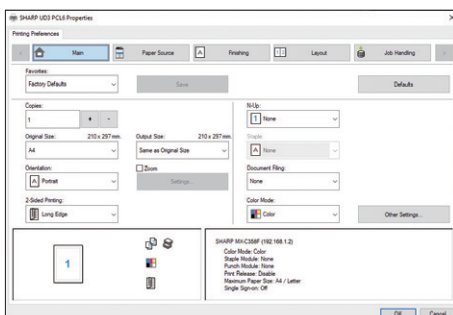 SHARP UD3 PCL6 Properties
Printing Preferences
Main Paper Source Finishing Layout Job Handling
Favorites:
Factory Defaults Save Defaults
Copies: N-Up:
1 + - 1 None
Original Size: 210 x 297 mm. Output Size: 210 x 297 mm. Staple:
A4 Same as Original Size None
Orientation: Zoom Document Filing:
Portrait Settings... None
2-Sided Printing: Color Mode:
Long Edge Color Other Settings...
1
SHARP MX-C358F (192.168.1.2)
Color Mode: Color
Staple Module: None
Punch Module: None
Print Release: Disable
Maximum Paper Size: A4 / Letter
Single Sign-on: Off
OK Cancel